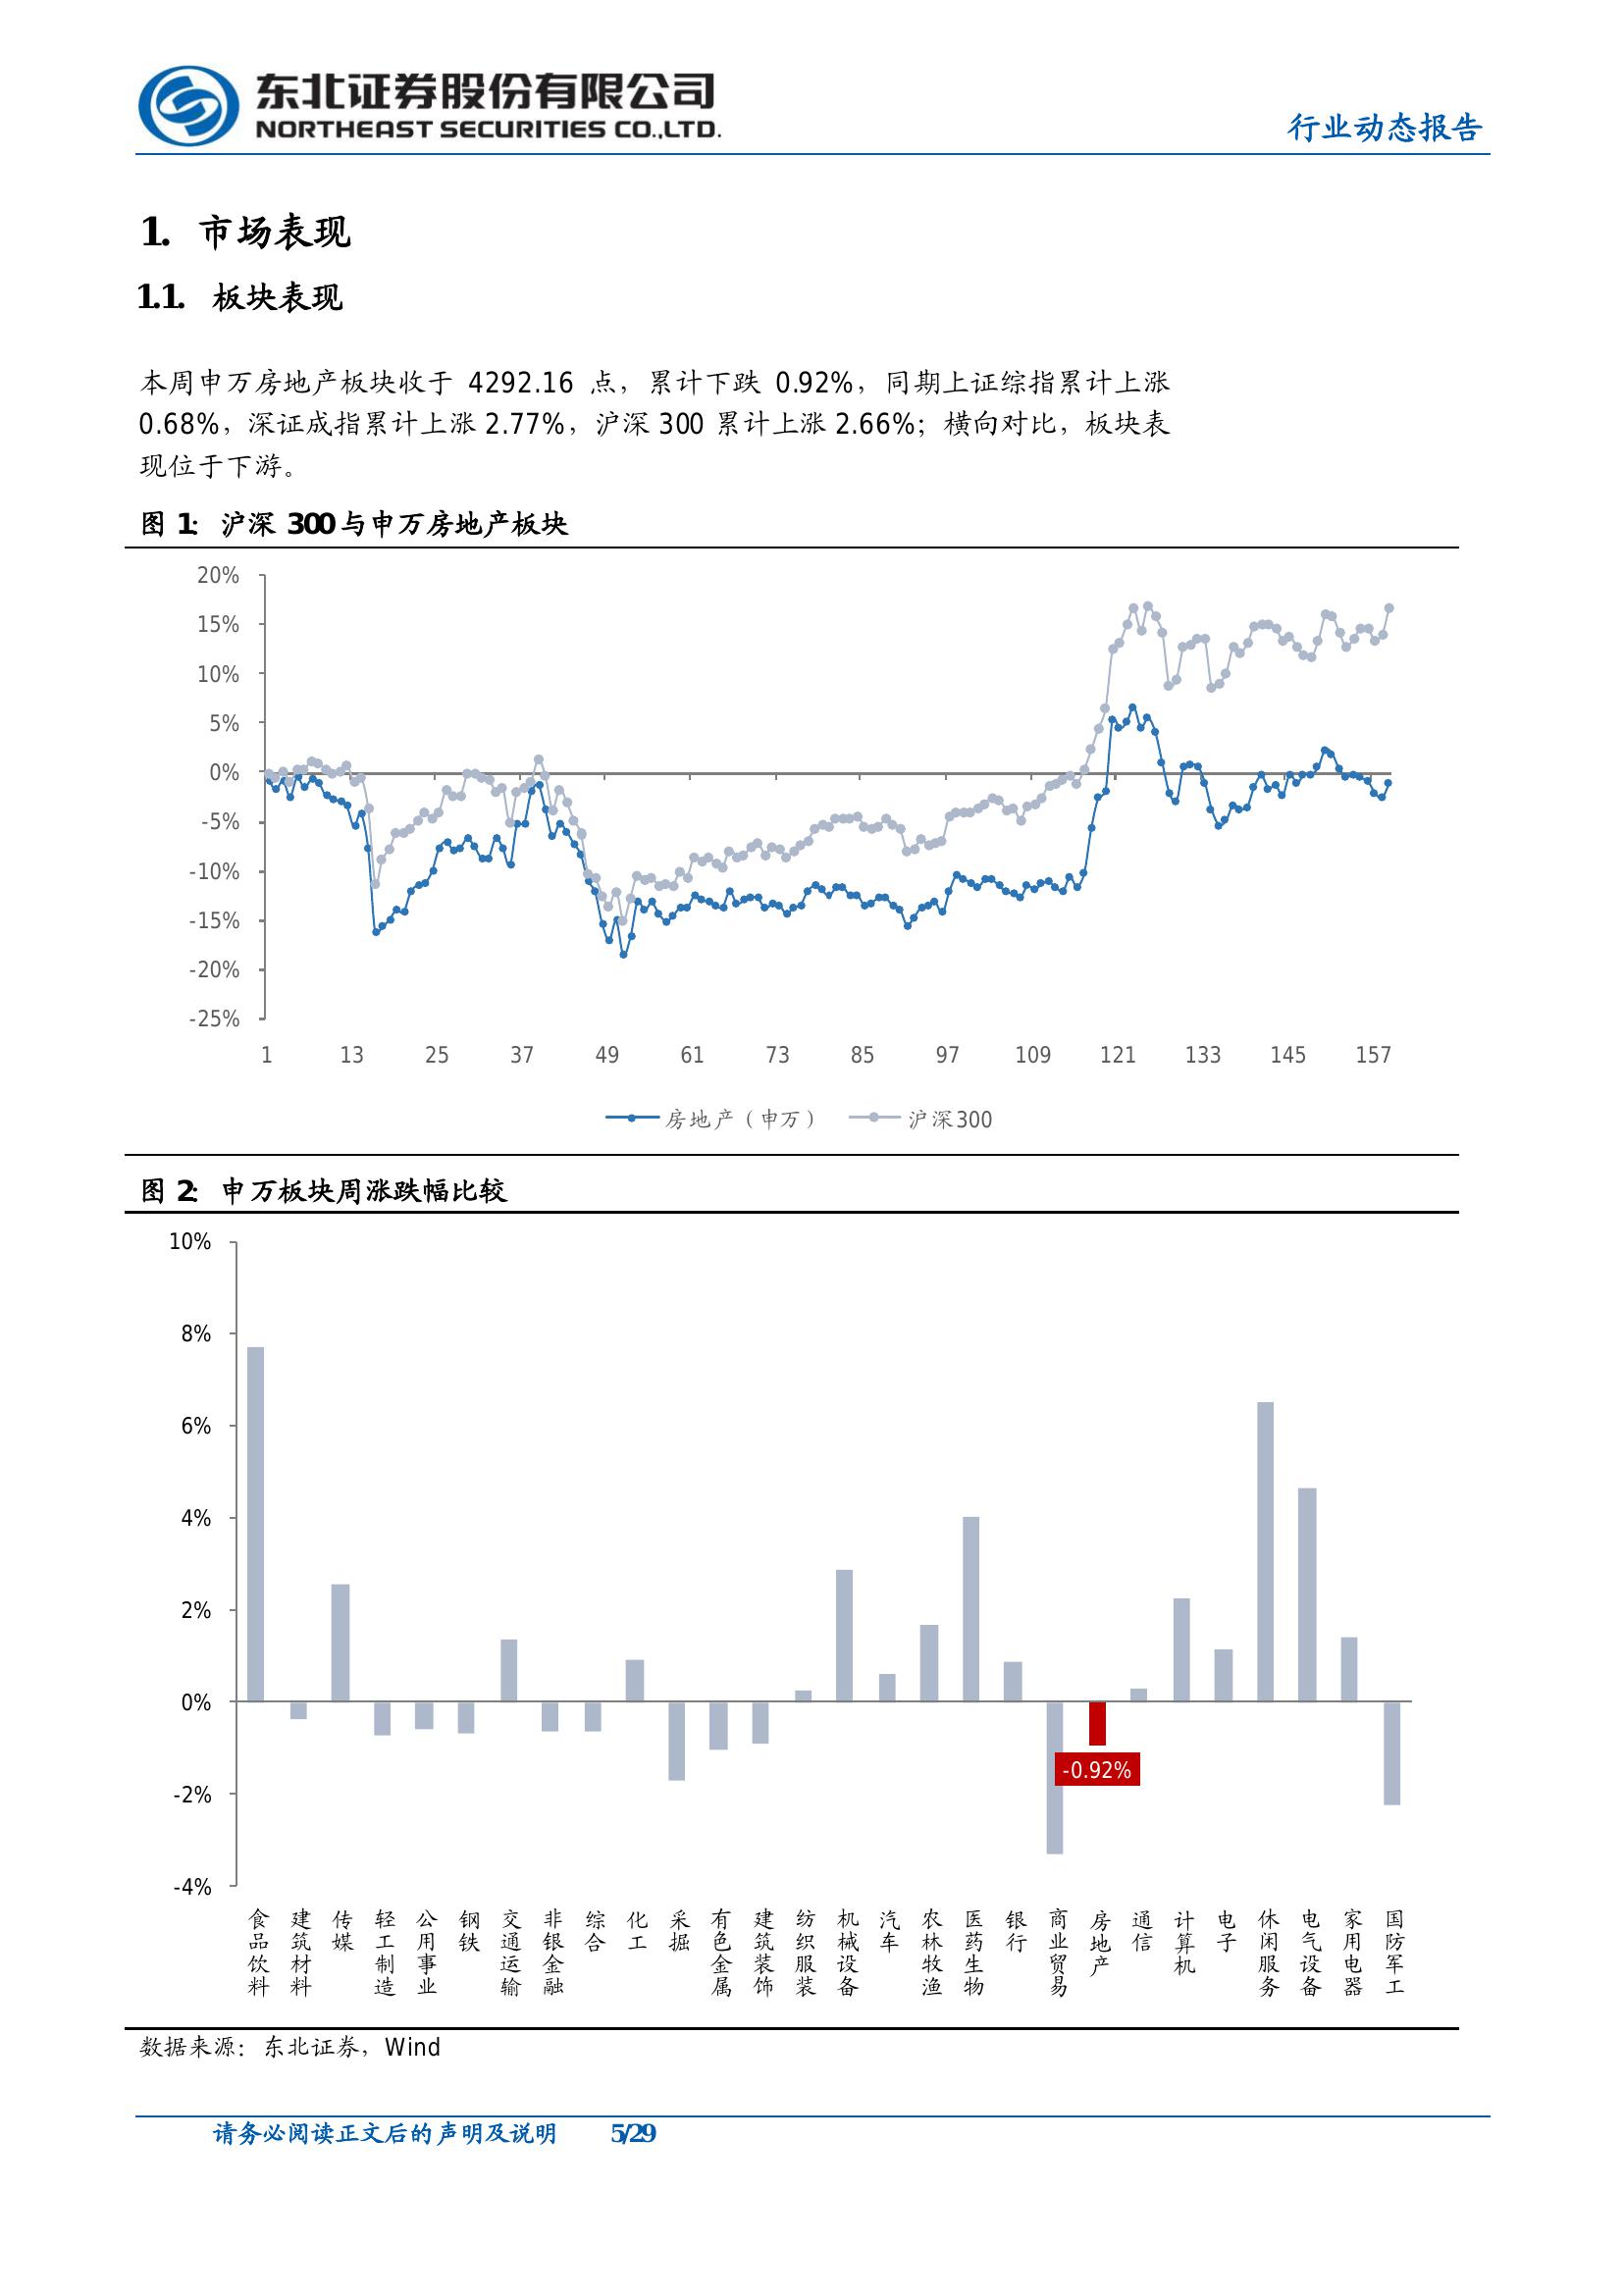 东北证券股份有限公司
NORTHEAST SECURITIES CO.,LTD.
行业动态报告
1. 市场表现
1.1. 板块表现
本周申万房地产板块收于 4292.16 点，累计下跌 0.92%，同期上证综指累计上涨
0.68%，深证成指累计上涨 2.77%，沪深 300 累计上涨 2.66%；横向对比，板块表
现位于下游。
图 1: 沪深 300 与申万房地产板块
20%
15%
10%
5%
0%
-5%
-10%
-15%
-20%
-25%
1 13 25 37 49 61 73 85 97 109 121 133 145 157
房地产（申万） 沪深300
图 2: 申万板块周涨跌幅比较
10%
8%
6%
4%
2%
0%
-2%
-4%
-0.92%
食品饮料
建筑材料
传媒
轻工制造
公用事业
钢铁
交通运输
非银金融
综合
化工
采掘
有色金属
建筑装饰
纺织服装
机械设备
汽车
农林牧渔
医药生物
银行
商业贸易
房地产
通信
计算机
电子
休闲服务
电气设备
家用电器
国防军工
数据来源：东北证券，Wind
请务必阅读正文后的声明及说明 5/29